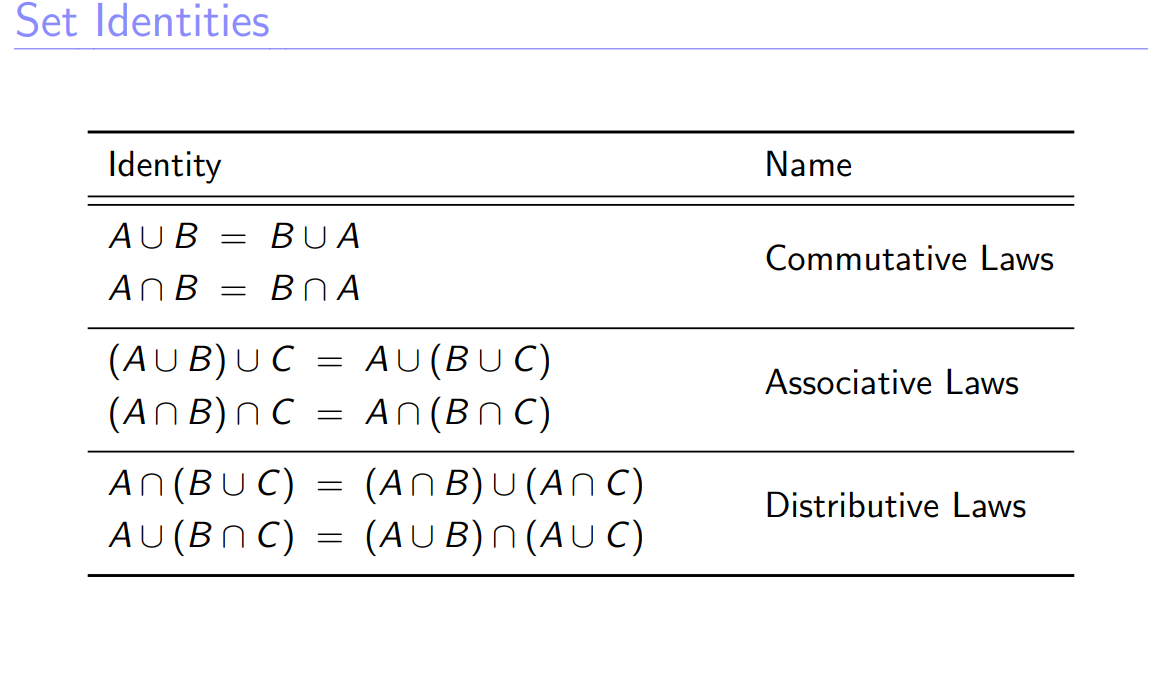 Set Identities
Identity Name
A ∪ B = B ∪ A
A ∩ B = B ∩ A
Commutative Laws
(A ∪ B) ∪ C = A ∪ (B ∪ C)
(A ∩ B) ∩ C = A ∩ (B ∩ C)
Associative Laws
A ∩ (B ∪ C) = (A ∩ B) ∪ (A ∩ C)
A ∪ (B ∩ C) = (A ∪ B) ∩ (A ∪ C)
Distributive Laws